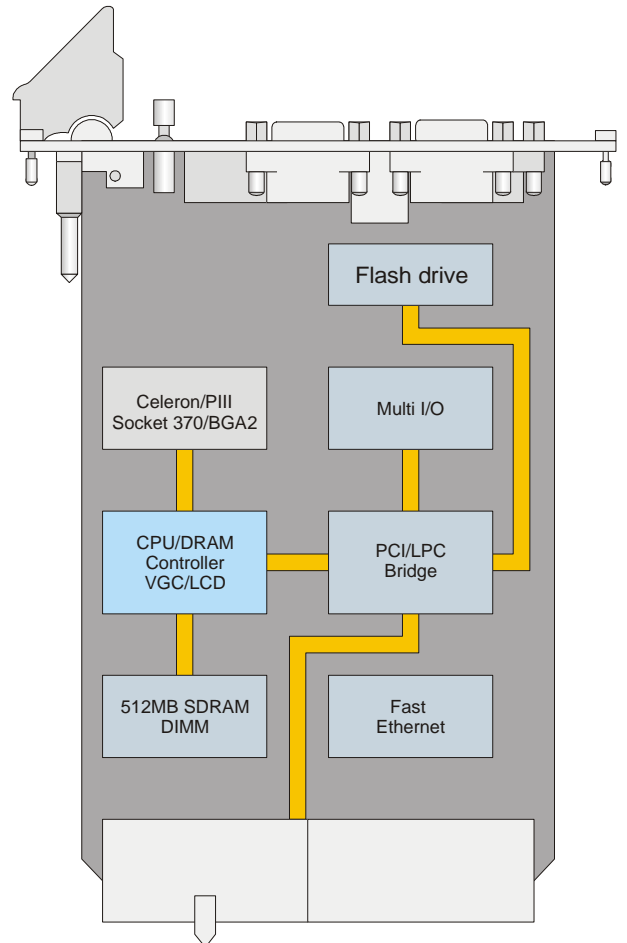 Flash drive
Celeron/PIII
Socket 370/BGA2
Multi I/O
CPU/DRAM
Controller
VGC/LCD
PCI/LPC
Bridge
512MB SDRAM
DIMM
Fast
Ethernet